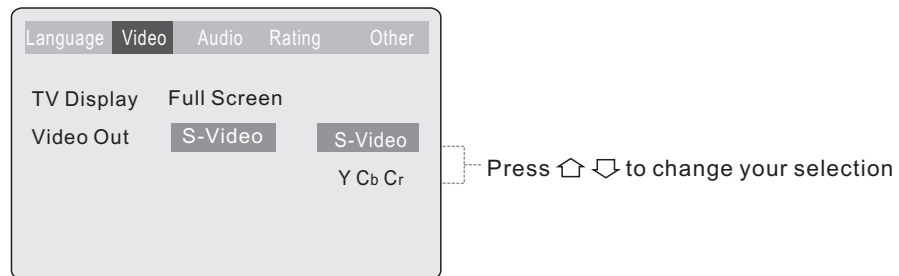 Language Video Audio Rating Other
TV Display Full Screen
Video Out S-Video S-Video
Y Cb Cr
Press ⇧ ⇩ to change your selection